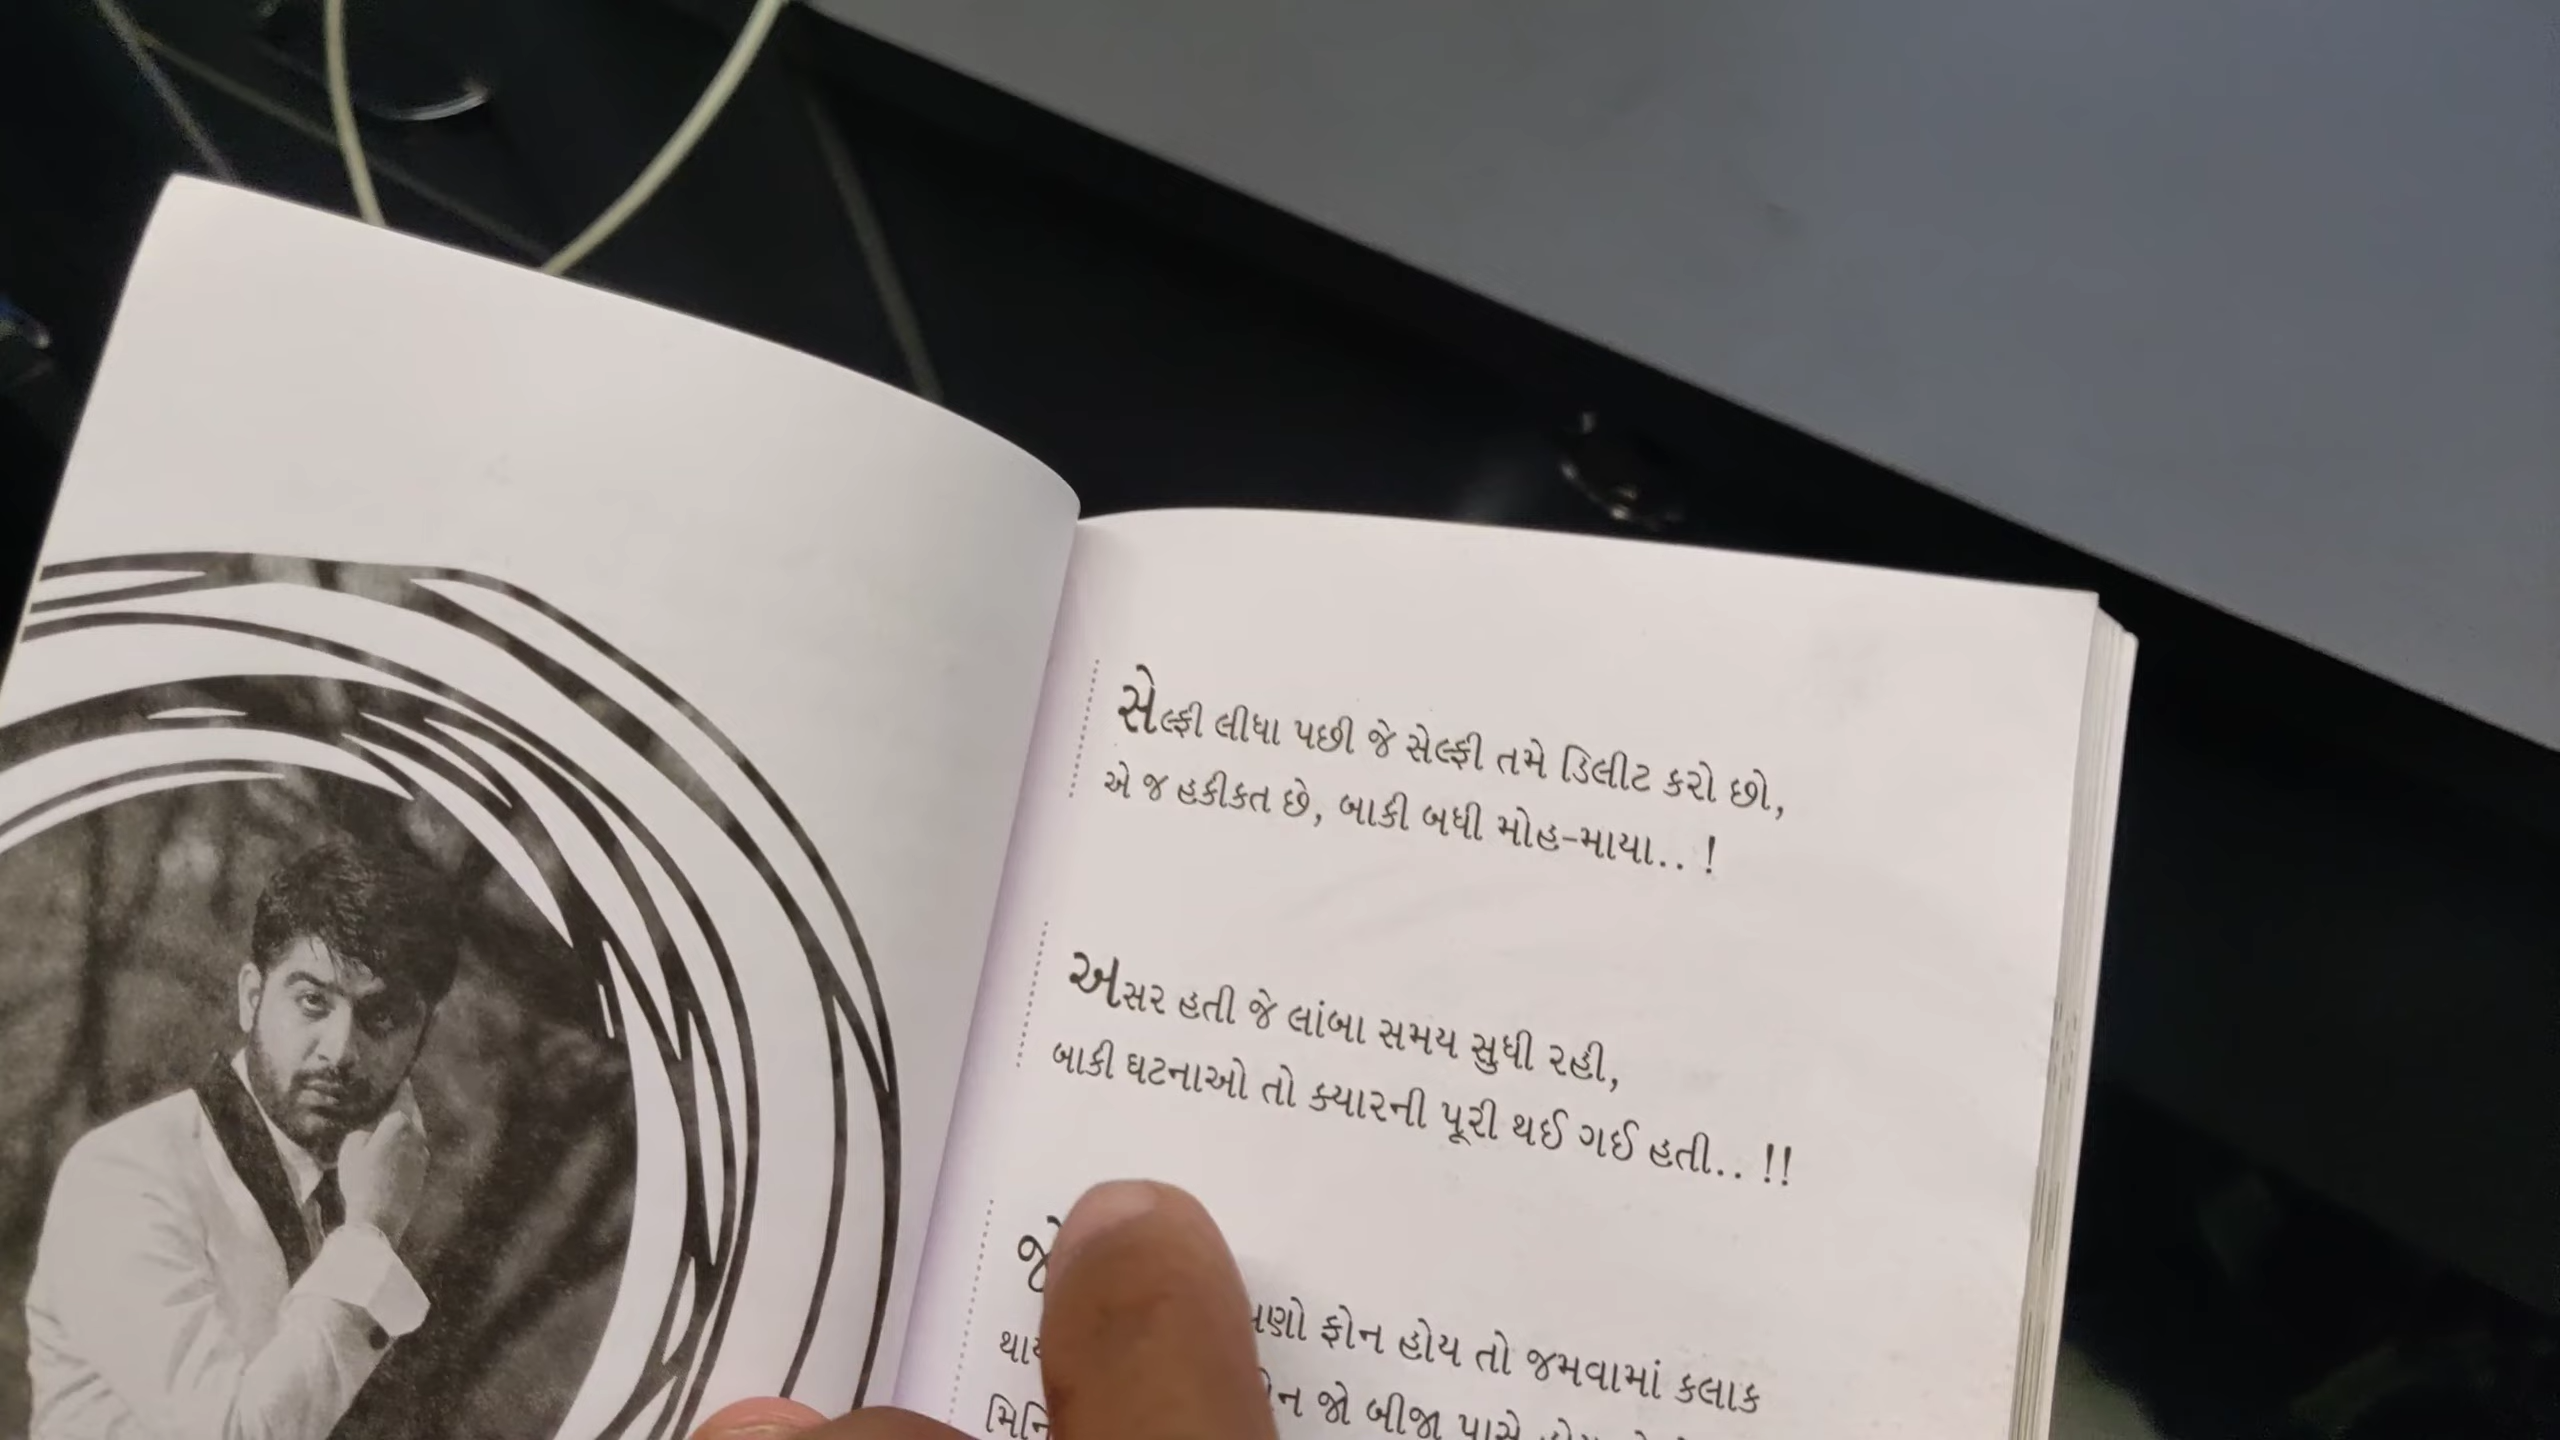 સેલ્ફી લીધા પછી જે સેલ્ફી તમે ડિલીટ કરો છો,
એ જ હકીકત છે, બાકી બધી મોહ-માયા.. !
અસર હતી જે લાંબા સમય સુધી રહી,
બાકી ઘટનાઓ તો ક્યારની પૂરી થઈ ગઈ હતી.. !!
ફોન હોય તો જમવામાં કલાક
જો બીજા પાસે